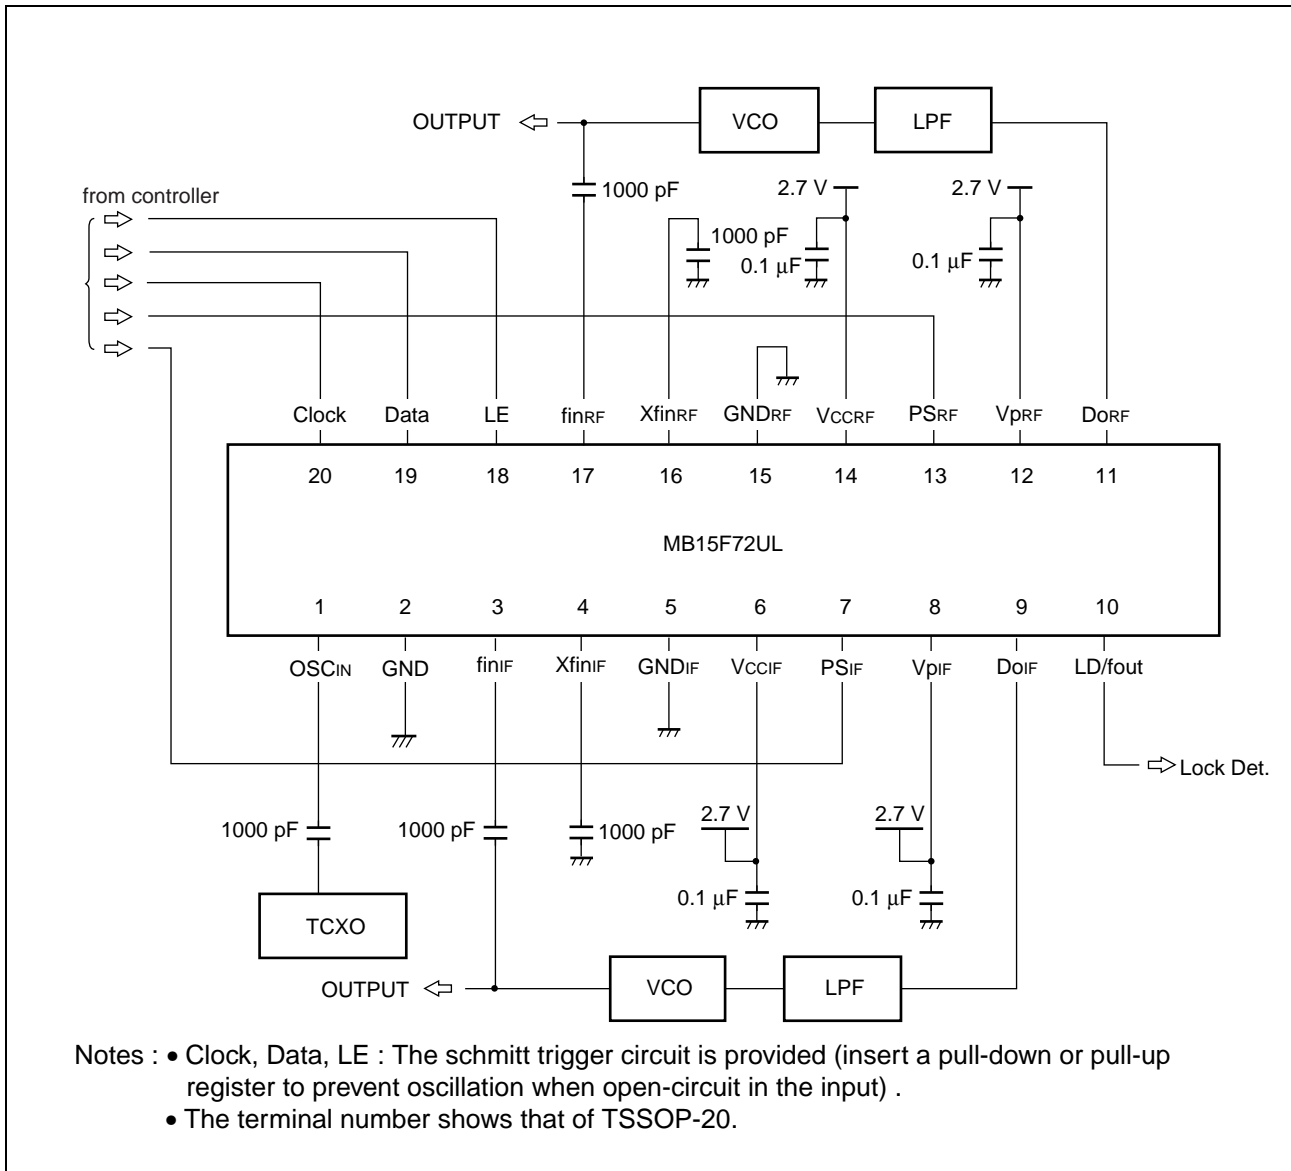 OUTPUT
VCO
LPF
from controller
1000 pF
2.7 V
2.7 V
1000 pF
0.1 µF
0.1 µF
Clock Data LE finRF XfinRF GNDRF VCCRF PSRF VpRF DoRF
20 19 18 17 16 15 14 13 12 11
MB15F72UL
1 2 3 4 5 6 7 8 9 10
OSCIN GND finIF XfinIF GNDIF VCCIF PSIF VpIF DoIF LD/fout
Lock Det.
1000 pF
1000 pF
1000 pF
2.7 V
2.7 V
0.1 µF
0.1 µF
TCXO
OUTPUT
VCO
LPF
Notes : • Clock, Data, LE : The schmitt trigger circuit is provided (insert a pull-down or pull-up
register to prevent oscillation when open-circuit in the input) .
• The terminal number shows that of TSSOP-20.